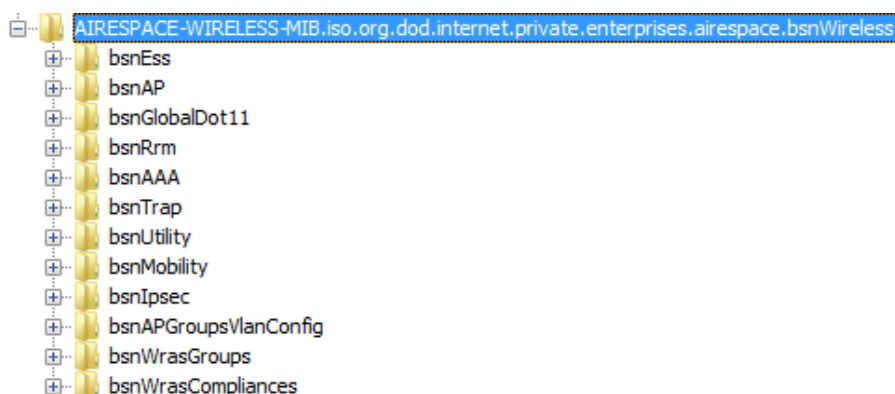 AIRESPACE-WIRELESS-MIB.iso.org.dod.internet.private.enterprises.airespace.bsnWireless
bsnEss
bsnAP
bsnGlobalDot11
bsnRrm
bsnAAA
bsnTrap
bsnUtility
bsnMobility
bsnIpsec
bsnAPGroupsVlanConfig
bsnWrasGroups
bsnWrasCompliances